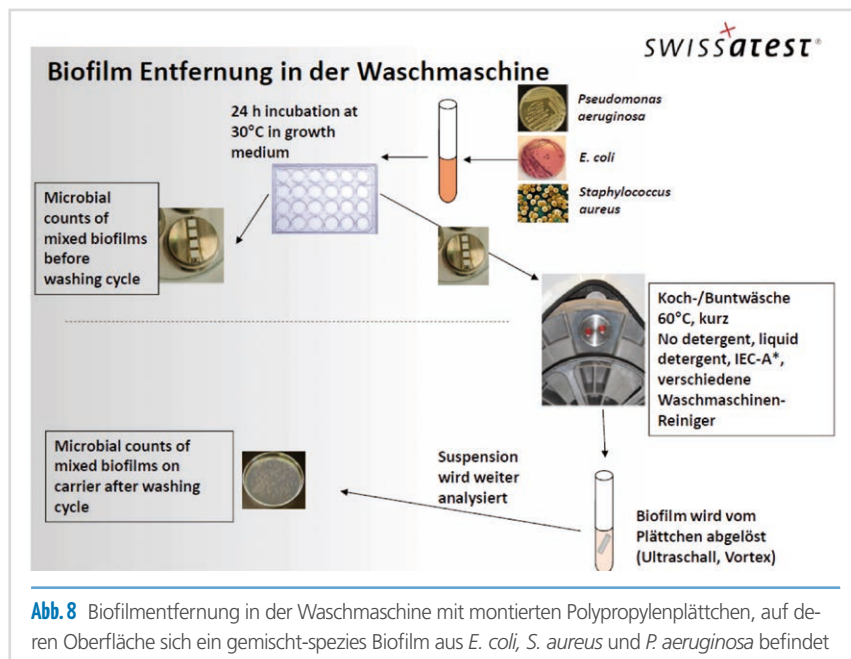 SWISSatest®
Biofilm Entfernung in der Waschmaschine
24 h incubation at
30°C in growth
medium
Pseudomonas
aeruginosa
E. coli
Staphylococcus
aureus
Microbial
counts of
mixed biofilms
before
washing cycle
Koch-/Buntwäsche
60°C, kurz
No detergent, liquid
detergent, IEC-A*,
verschiedene
Waschmaschinen-
Reiniger
Microbial counts of
mixed biofilms on
carrier after washing
cycle
Suspension
wird weiter
analysiert
Biofilm wird vom
Plättchen abgelöst
(Ultraschall, Vortex)
Abb. 8 Biofilmentfernung in der Waschmaschine mit montierten Polypropylenplättchen, auf de-
ren Oberfläche sich ein gemischt-spezies Biofilm aus E. coli, S. aureus und P. aeruginosa befindet